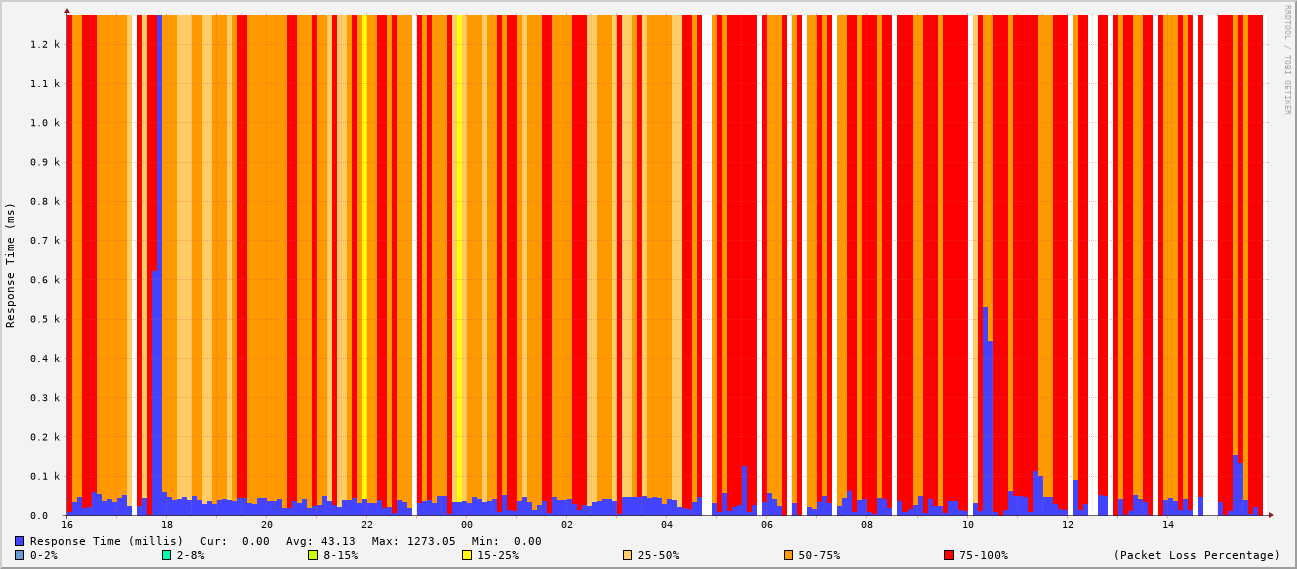 RRDTOOL / TOBI OETIKER
Response Time (ms)
1.2 k
1.1 k
1.0 k
0.9 k
0.8 k
0.7 k
0.6 k
0.5 k
0.4 k
0.3 k
0.2 k
0.1 k
0.0
16 18 20 22 00 02 04 06 08 10 12 14
Response Time (millis) Cur: 0.00 Avg: 43.13 Max: 1273.05 Min: 0.00
0-2% 2-8% 8-15% 15-25% 25-50% 50-75% 75-100% (Packet Loss Percentage)